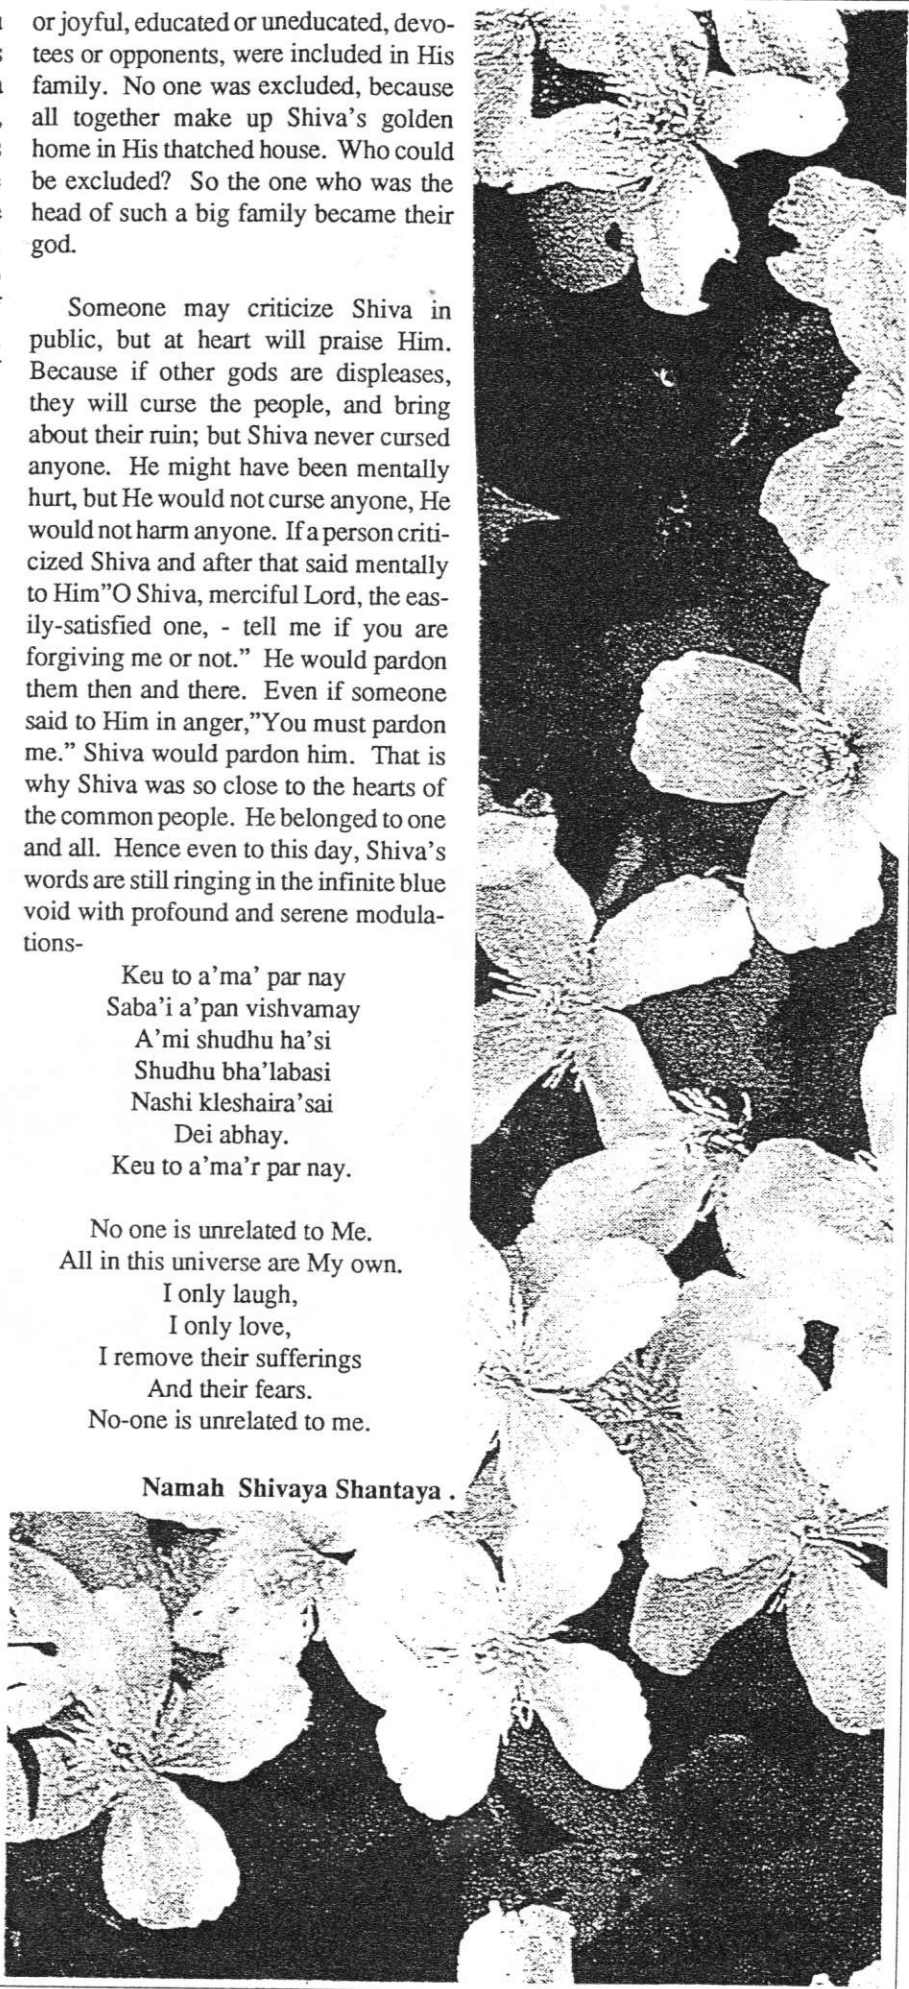 or joyful, educated or uneducated, devo-
tees or opponents, were included in His
family. No one was excluded, because
all together make up Shiva's golden
home in His thatched house. Who could
be excluded? So the one who was the
head of such a big family became their
god.
Someone may criticize Shiva in
public, but at heart will praise Him.
Because if other gods are displeases,
they will curse the people, and bring
about their ruin; but Shiva never cursed
anyone. He might have been mentally
hurt, but He would not curse anyone, He
would not harm anyone. If a person criti-
cized Shiva and after that said mentally
to Him”O Shiva, merciful Lord, the eas-
ily-satisfied one, - tell me if you are
forgiving me or not.” He would pardon
them then and there. Even if someone
said to Him in anger,”You must pardon
me.” Shiva would pardon him. That is
why Shiva was so close to the hearts of
the common people. He belonged to one
and all. Hence even to this day, Shiva's
words are still ringing in the infinite blue
void with profound and serene modula-
tions-
Keu to a'ma' par nay
Saba'i a'pan vishvamay
A'mi shudhu ha'si
Shudhu bha'labasi
Nashi kleshaira'sai
Dei abhay.
Keu to a'ma'r par nay.
No one is unrelated to Me.
All in this universe are My own.
I only laugh,
I only love,
I remove their sufferings
And their fears.
No-one is unrelated to me.
Namah Shivaya Shantaya .